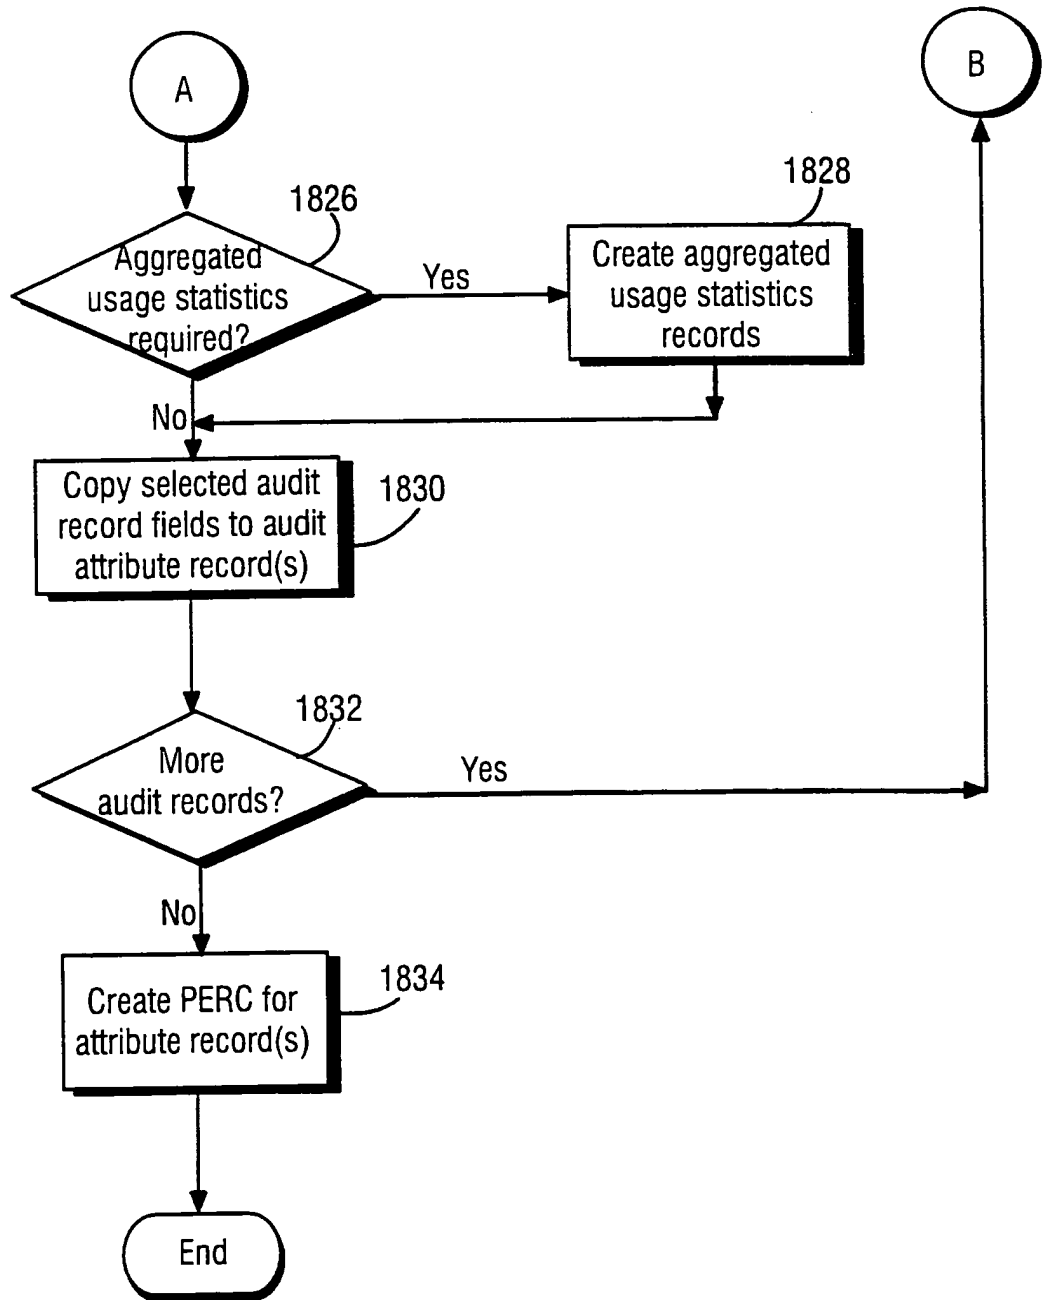 A
B
1826
1828
Aggregated
usage statistics
required?
Yes
Create aggregated
usage statistics
records
No
Copy selected audit
record fields to audit
attribute record(s)
1830
1832
More
audit records?
Yes
No
Create PERC for
attribute record(s)
1834
End